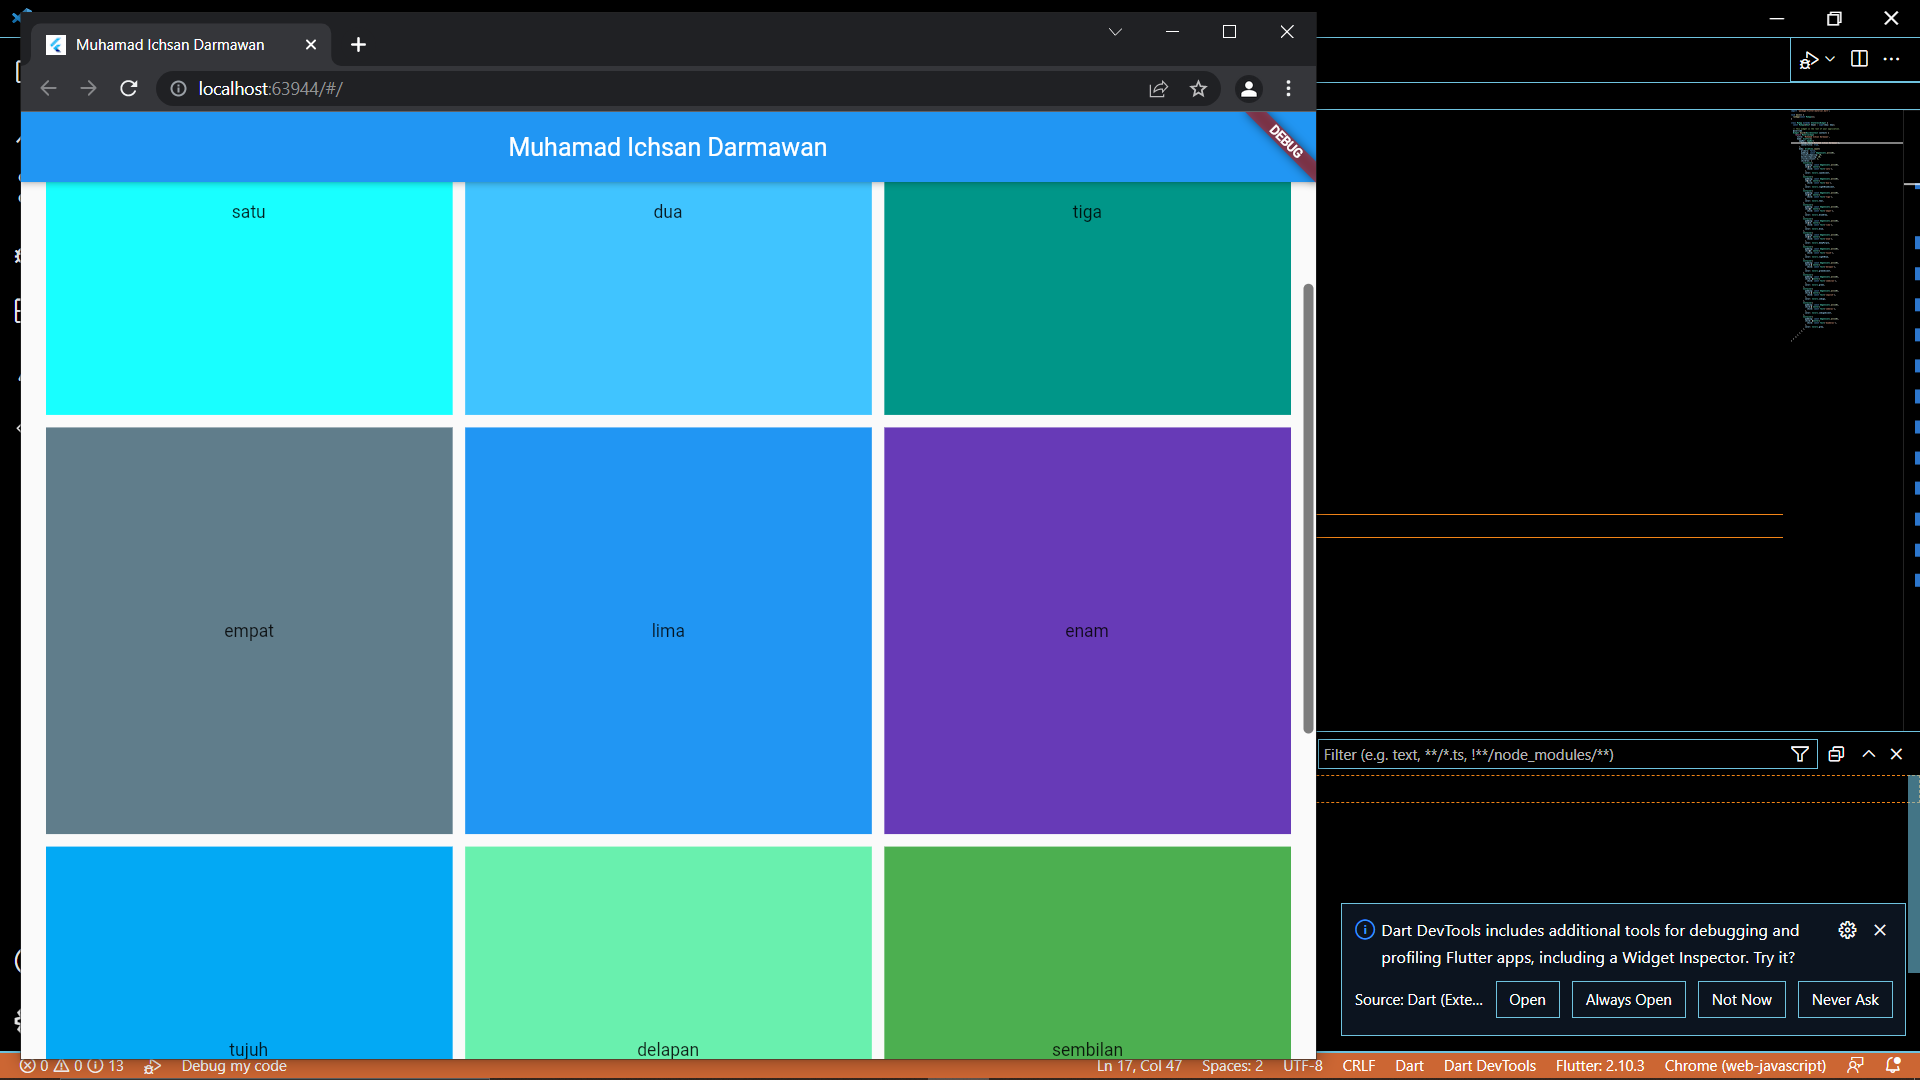 Muhamad Ichsan Darmawan
localhost:63944/#/
Muhamad Ichsan Darmawan
DEBUG
satu
dua
tiga
empat
lima
enam
tujuh
delapan
sembilan
Filter (e.g. text, **/*.ts, !**/node_modules/**)
Dart DevTools includes additional tools for debugging and
profiling Flutter apps, including a Widget Inspector. Try it?
Source: Dart (Exte...
Open
Always Open
Not Now
Never Ask
0 0 13
Debug my code
Ln 17, Col 47
Spaces: 2
UTF-8
CRLF
Dart
Dart DevTools
Flutter: 2.10.3
Chrome (web-javascript)